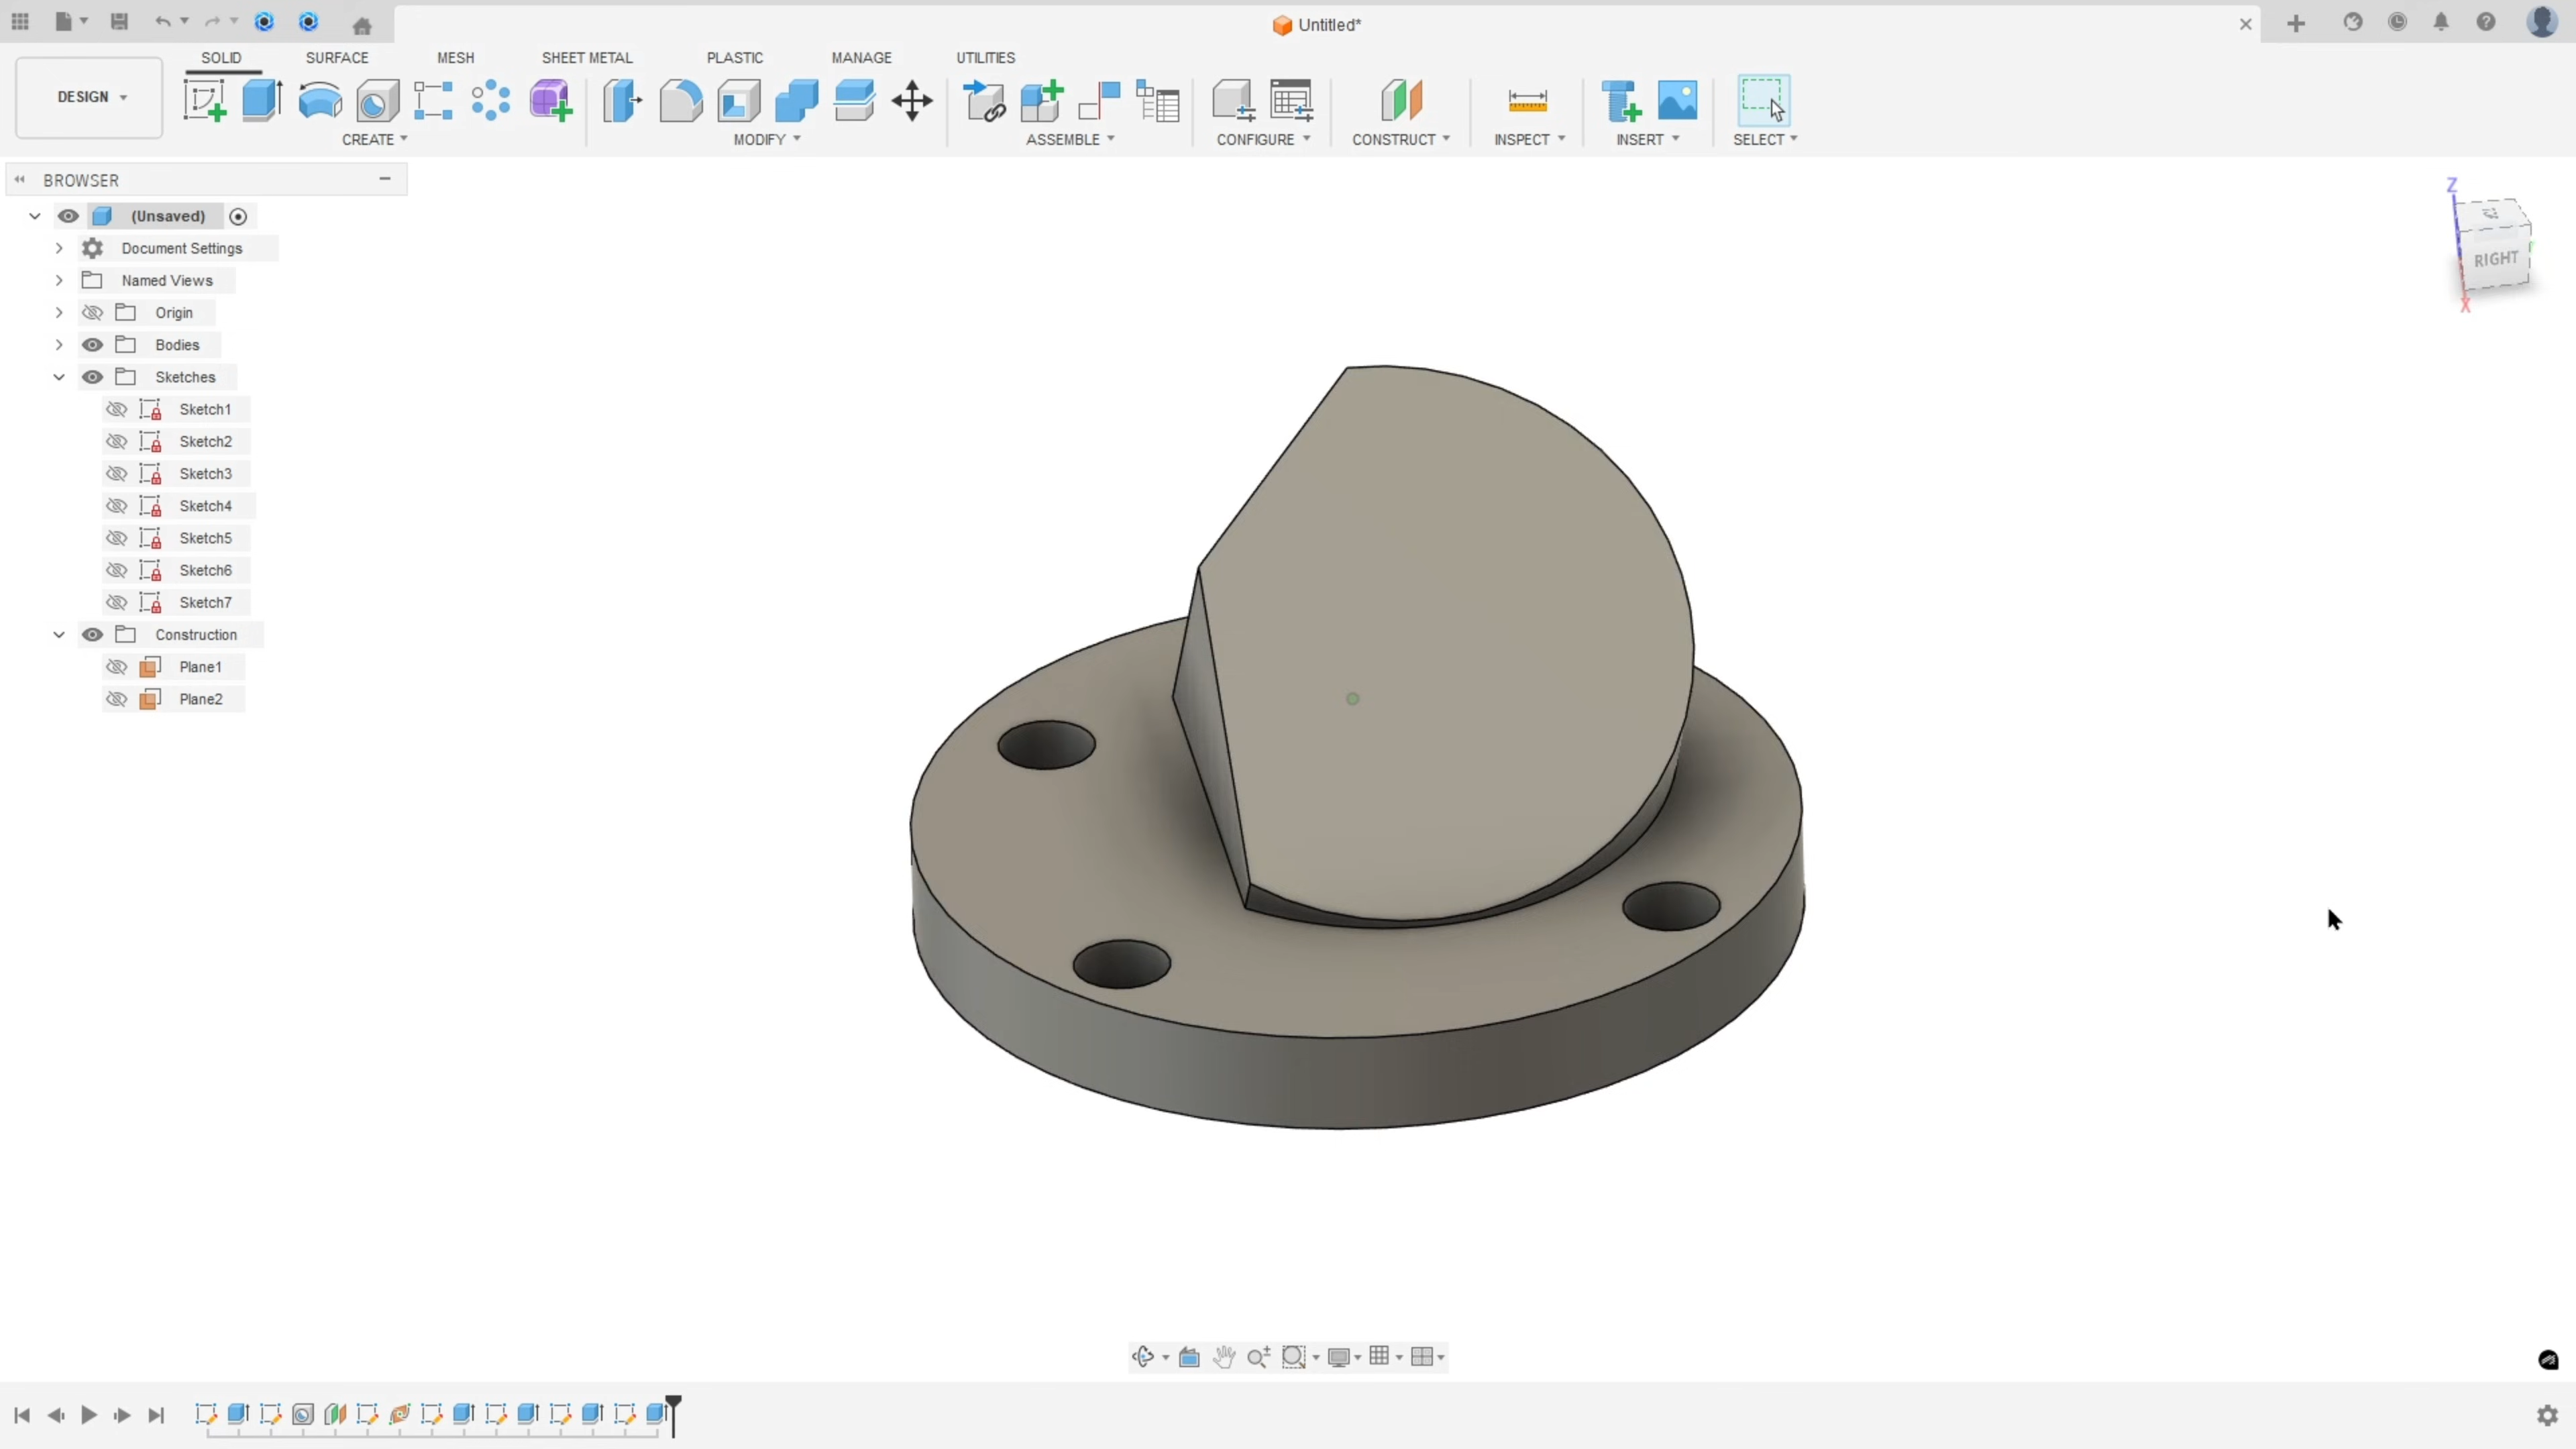 Untitled*
SOLID SURFACE MESH SHEET METAL PLASTIC MANAGE UTILITIES
DESIGN
CREATE MODIFY ASSEMBLE CONFIGURE CONSTRUCT INSPECT INSERT SELECT
BROWSER
(Unsaved)
Document Settings
Named Views
Origin
Bodies
Sketches
Sketch1
Sketch2
Sketch3
Sketch4
Sketch5
Sketch6
Sketch7
Construction
Plane1
Plane2
Z
RIGHT
X